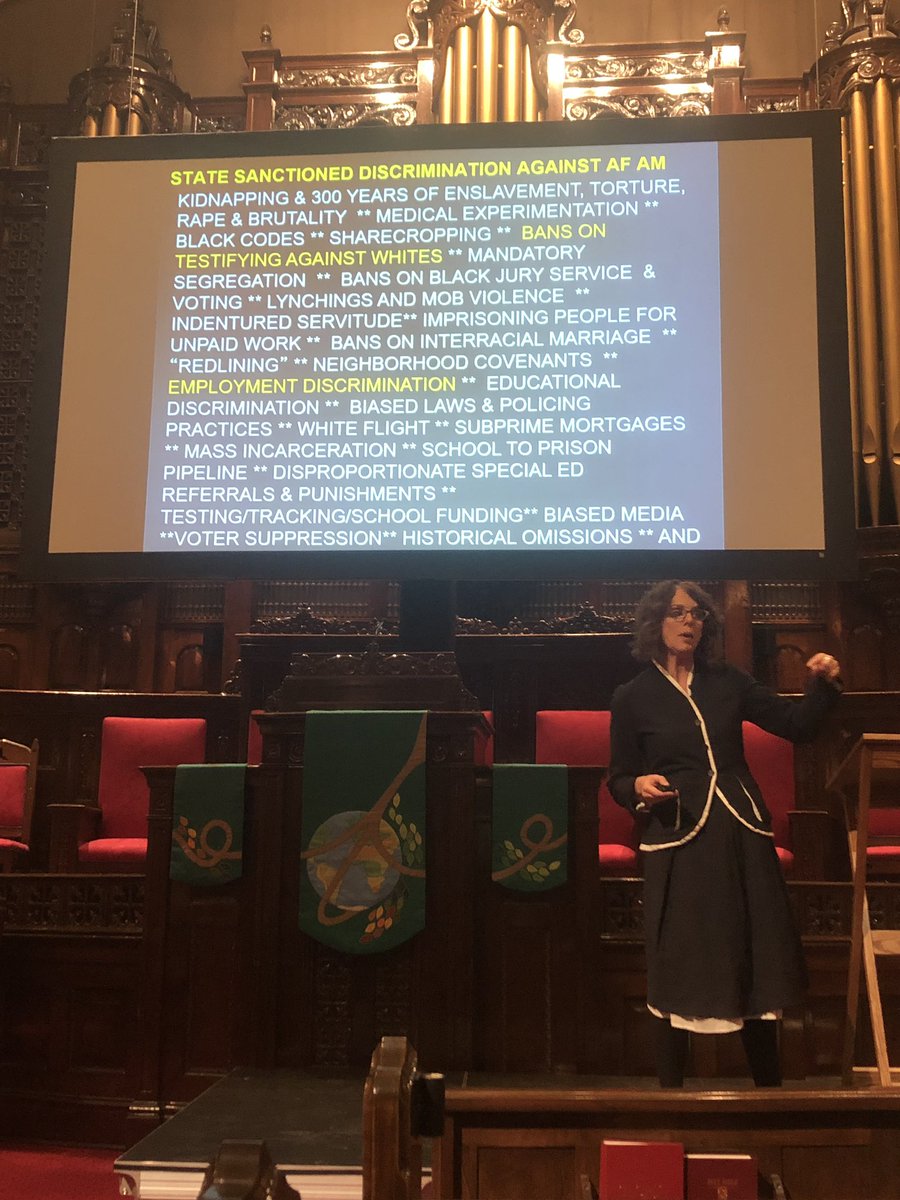 STATE SANCTIONED DISCRIMINATION AGAINST AF AM
KIDNAPPING & 300 YEARS OF ENSLAVEMENT, TORTURE,
RAPE & BRUTALITY ** MEDICAL EXPERIMENTATION **
BLACK CODES ** SHARECROPPING ** BANS ON
TESTIFYING AGAINST WHITES ** MANDATORY
SEGREGATION ** BANS ON BLACK JURY SERVICE &
VOTING ** LYNCHINGS AND MOB VIOLENCE **
INDENTURED SERVITUDE** IMPRISONING PEOPLE FOR
UNPAID WORK ** BANS ON INTERRACIAL MARRIAGE **
“REDLINING” ** NEIGHBORHOOD COVENANTS **
EMPLOYMENT DISCRIMINATION ** EDUCATIONAL
DISCRIMINATION ** BIASED LAWS & POLICING
PRACTICES ** WHITE FLIGHT ** SUBPRIME MORTGAGES
** MASS INCARCERATION ** SCHOOL TO PRISON
PIPELINE ** DISPROPORTIONATE SPECIAL ED
REFERRALS & PUNISHMENTS **
TESTING/TRACKING/SCHOOL FUNDING** BIASED MEDIA
**VOTER SUPPRESSION** HISTORICAL OMISSIONS ** AND